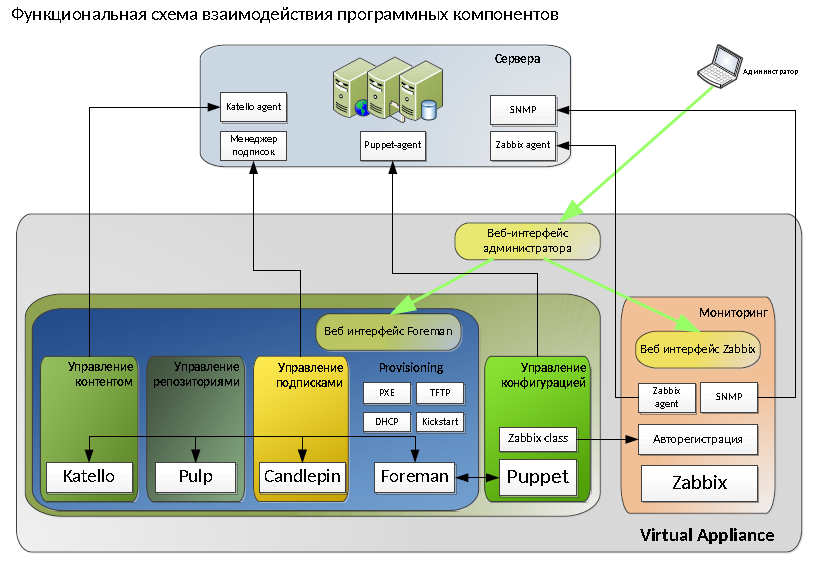 Функциональная схема взаимодействия программных компонентов
Сервера
Администратор
Katello agent
SNMP
Менеджер
подписок
Puppet-agent
Zabbix agent
Веб-интерфейс
администратора
Мониторинг
Веб интерфейс Foreman
Веб интерфейс Zabbix
Управление
контентом
Управление
репозиториями
Управление
подписками
Provisioning
Управление
конфигурацией
PXE
TFTP
DHCP
Kickstart
Zabbix
agent
SNMP
Zabbix class
Авторегистрация
Katello
Pulp
Candlepin
Foreman
Puppet
Zabbix
Virtual Appliance